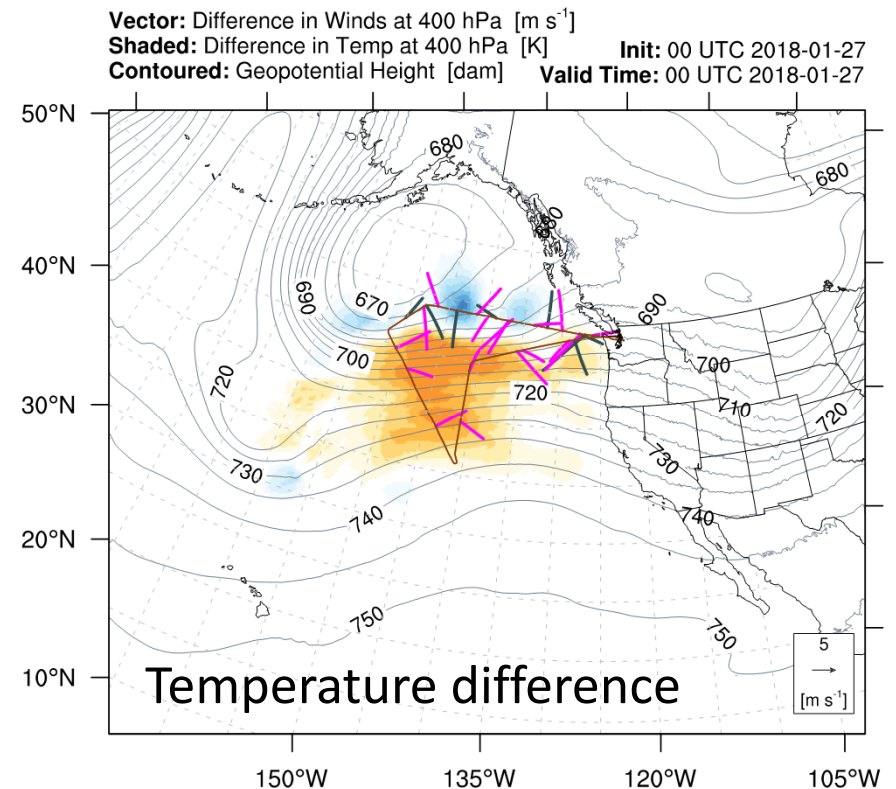 Vector: Difference in Winds at 400 hPa [m s⁻¹]
Shaded: Difference in Temp at 400 hPa [K]
Init: 00 UTC 2018-01-27
Contoured: Geopotential Height [dam]
Valid Time: 00 UTC 2018-01-27
50°N
680
680
680
40°N
690
670
690
700
700
720
720
30°N
710
720
730
730
740
740
20°N
750
750
5
[m s⁻¹]
10°N
Temperature difference
150°W
135°W
120°W
105°W